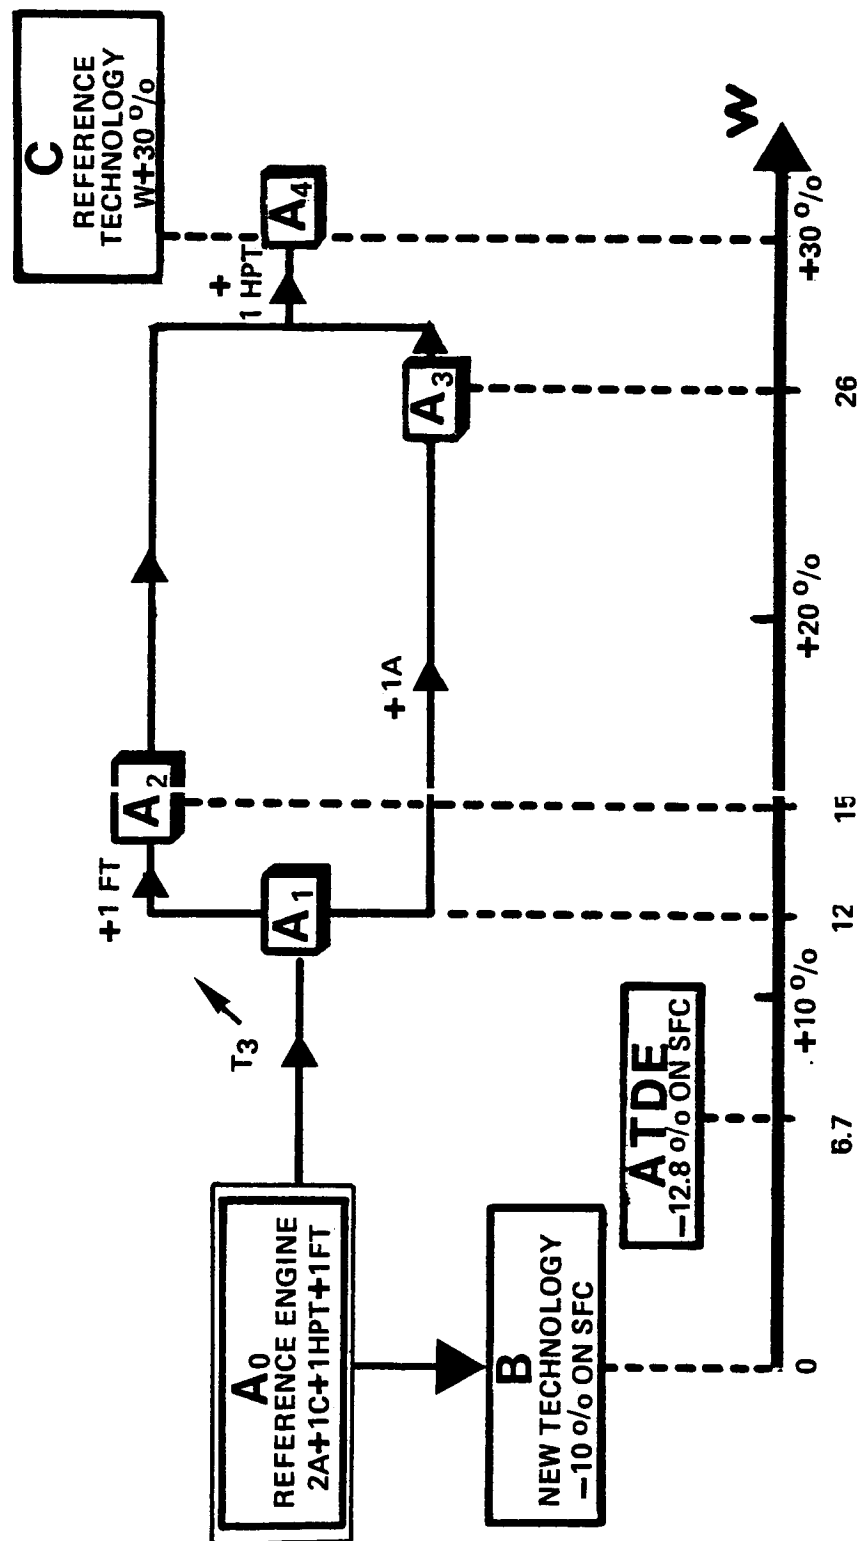 A0
REFERENCE ENGINE
2A+1C+1HPT+1FT
B
NEW TECHNOLOGY
−10 % ON SFC
T3
A1
+1 FT
A2
+1A
A3
+
1 HPT
A4
C
REFERENCE
TECHNOLOGY
W+30 %
ATDE
−12.8 % ON SFC
W
0
+10 %
+20 %
+30 %
6.7
12
15
26